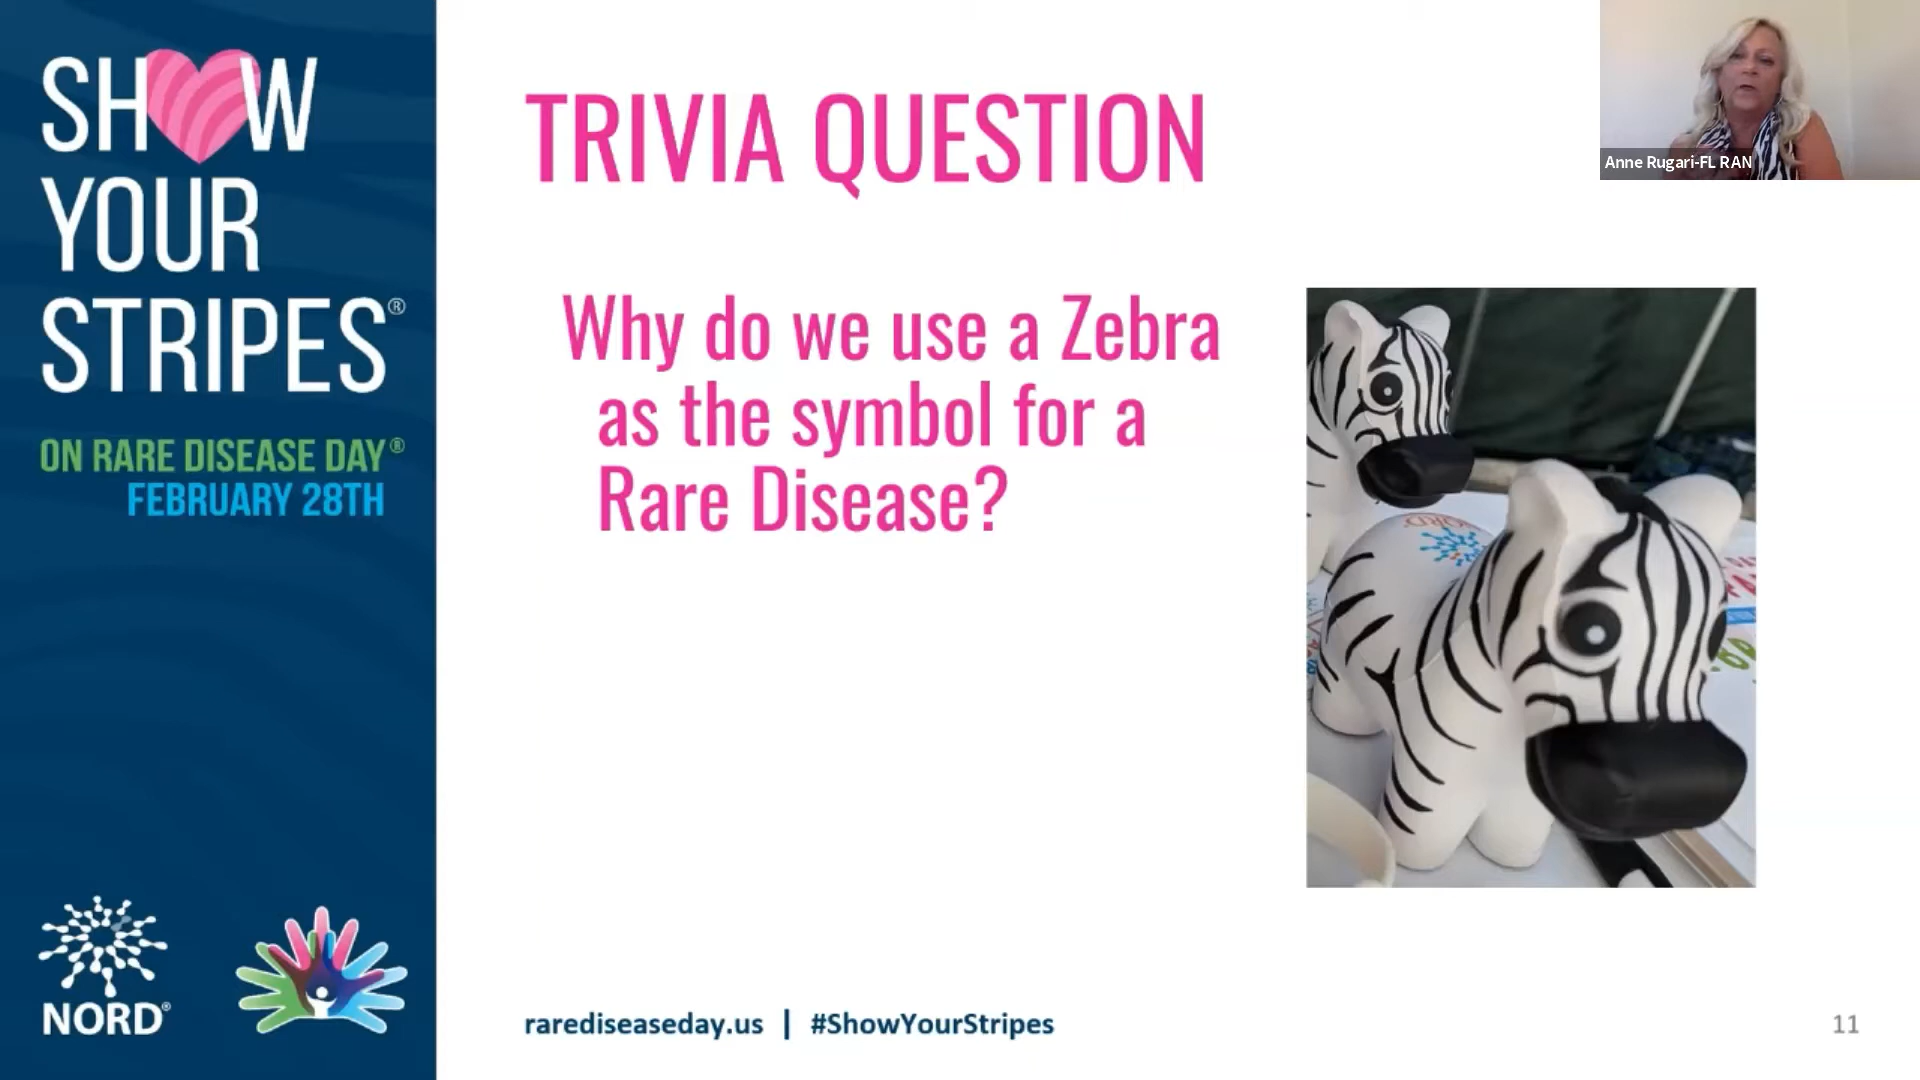 SHOW
YOUR
STRIPES®
ON RARE DISEASE DAY®
FEBRUARY 28TH
NORD®
TRIVIA QUESTION
Why do we use a Zebra
as the symbol for a
Rare Disease?
Anne Rugari-FL RAN
NORD
rarediseaseday.us | #ShowYourStripes
11